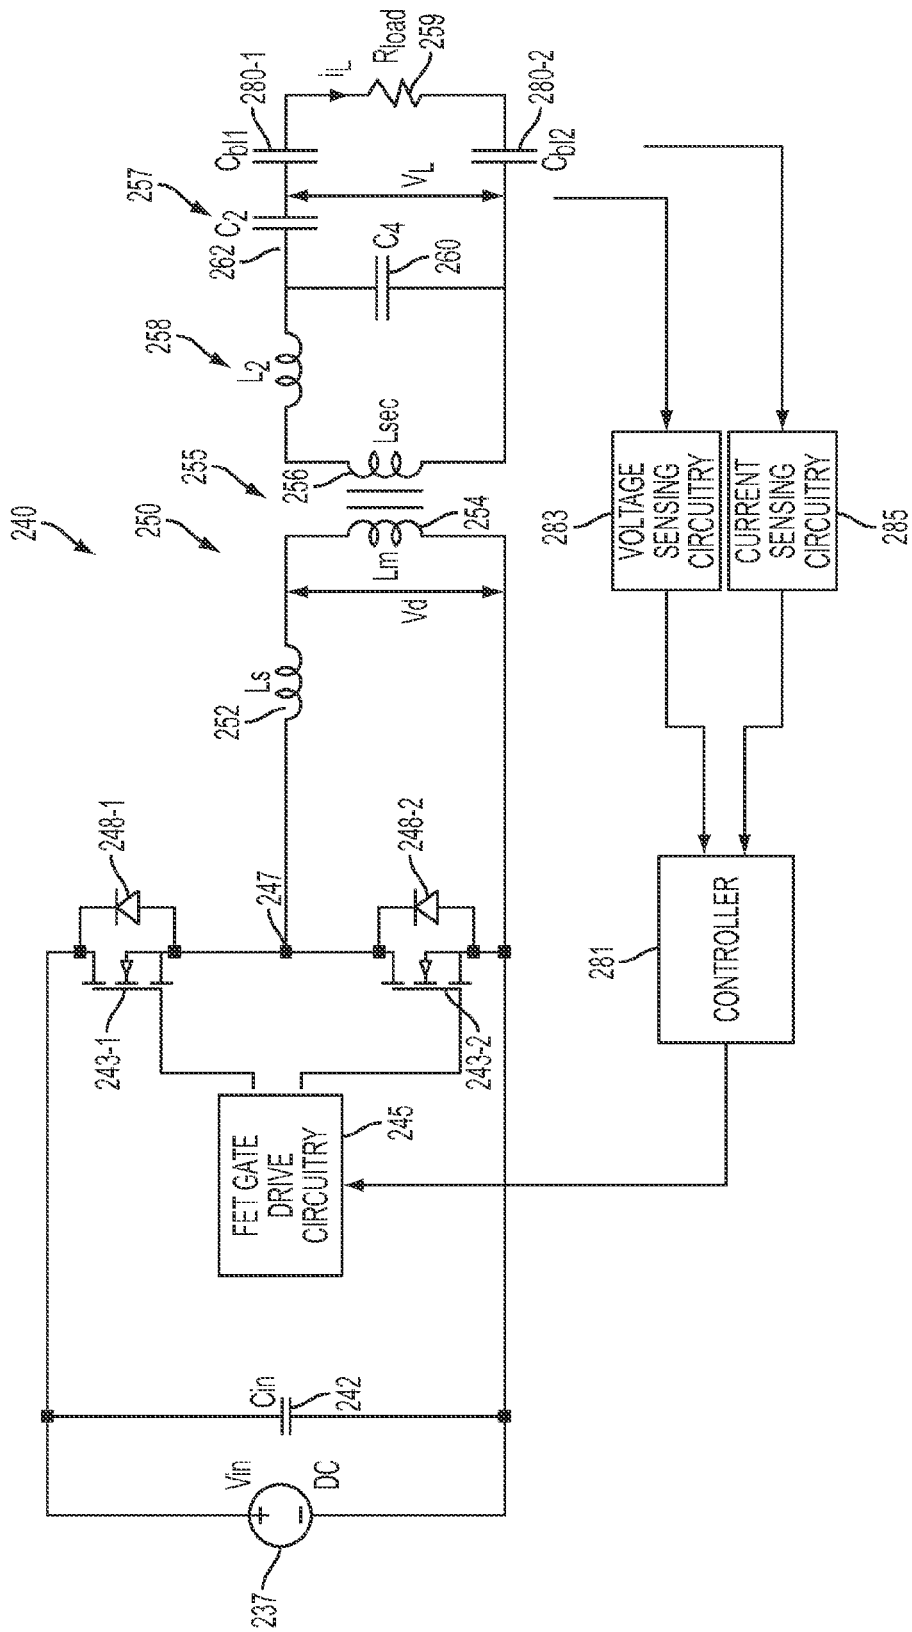 240
250
255
258
257
237
Vin
DC
Cin
242
FET GATE
DRIVE
CIRCUITRY
245
243-1
248-1
247
243-2
248-2
Ls
252
Vd
Lm
254
256
Lsec
L2
262
C2
C4
260
VL
Cbl1
280-1
iL
Rload
259
Cbl2
280-2
283
VOLTAGE
SENSING
CIRCUITRY
CURRENT
SENSING
CIRCUITRY
285
281
CONTROLLER